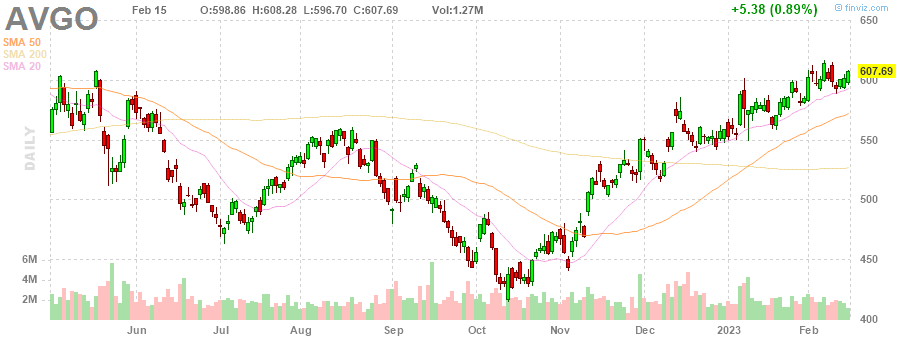 AVGO
Feb 15 O:598.86 H:608.28 L:596.70 C:607.69 Vol:1.27M
+5.38 (0.89%)
© finviz.com
SMA 50
SMA 200
SMA 20
DAILY
650
607.69
600
550
500
450
400
6M
4M
2M
Jun Jul Aug Sep Oct Nov Dec 2023 Feb